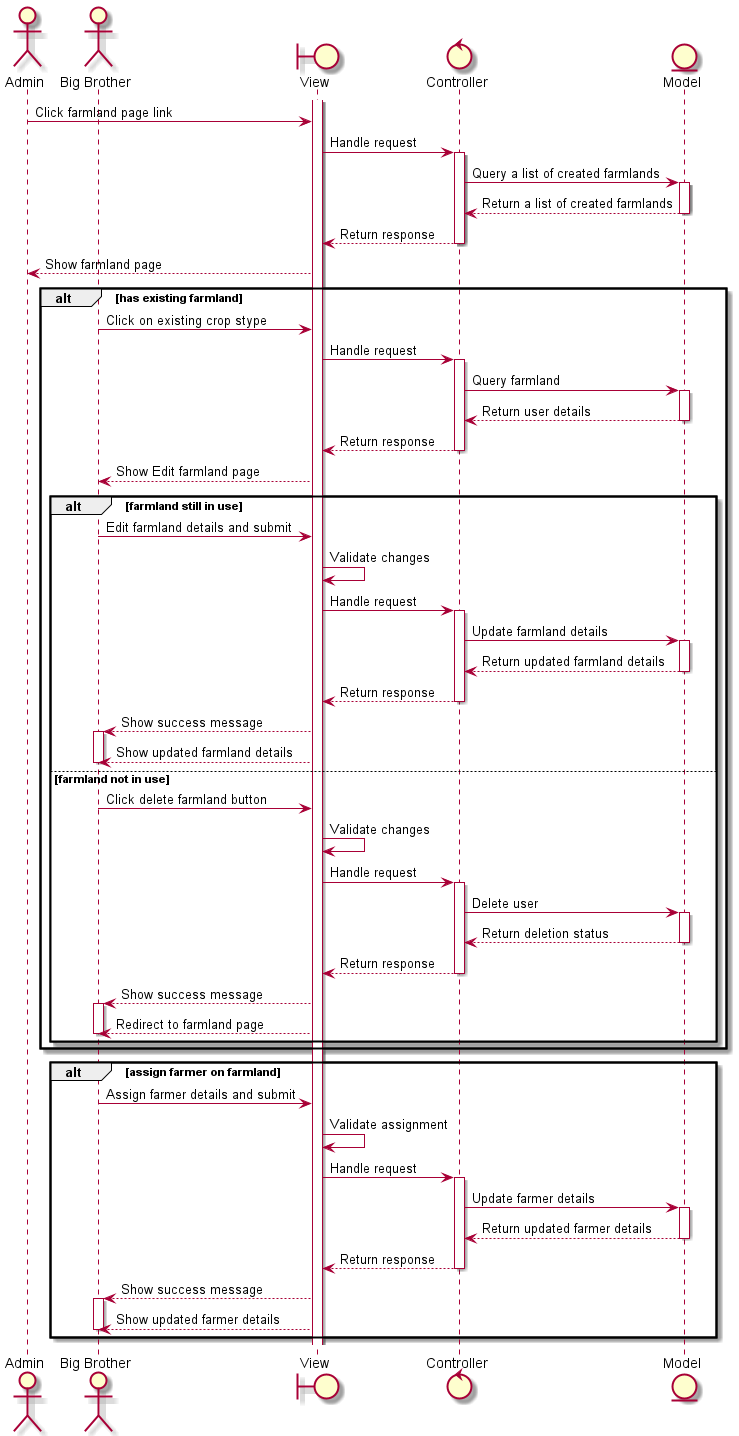 Admin
Big Brother
View
Controller
Model
Click farmland page link
Handle request
Query a list of created farmlands
Return a list of created farmlands
Return response
Show farmland page
alt [has existing farmland]
Click on existing crop stype
Handle request
Query farmland
Return user details
Return response
Show Edit farmland page
alt [farmland still in use]
Edit farmland details and submit
Validate changes
Handle request
Update farmland details
Return updated farmland details
Return response
Show success message
Show updated farmland details
[farmland not in use]
Click delete farmland button
Validate changes
Handle request
Delete user
Return deletion status
Return response
Show success message
Redirect to farmland page
alt [assign farmer on farmland]
Assign farmer details and submit
Validate assignment
Handle request
Update farmer details
Return updated farmer details
Return response
Show success message
Show updated farmer details
Admin
Big Brother
View
Controller
Model